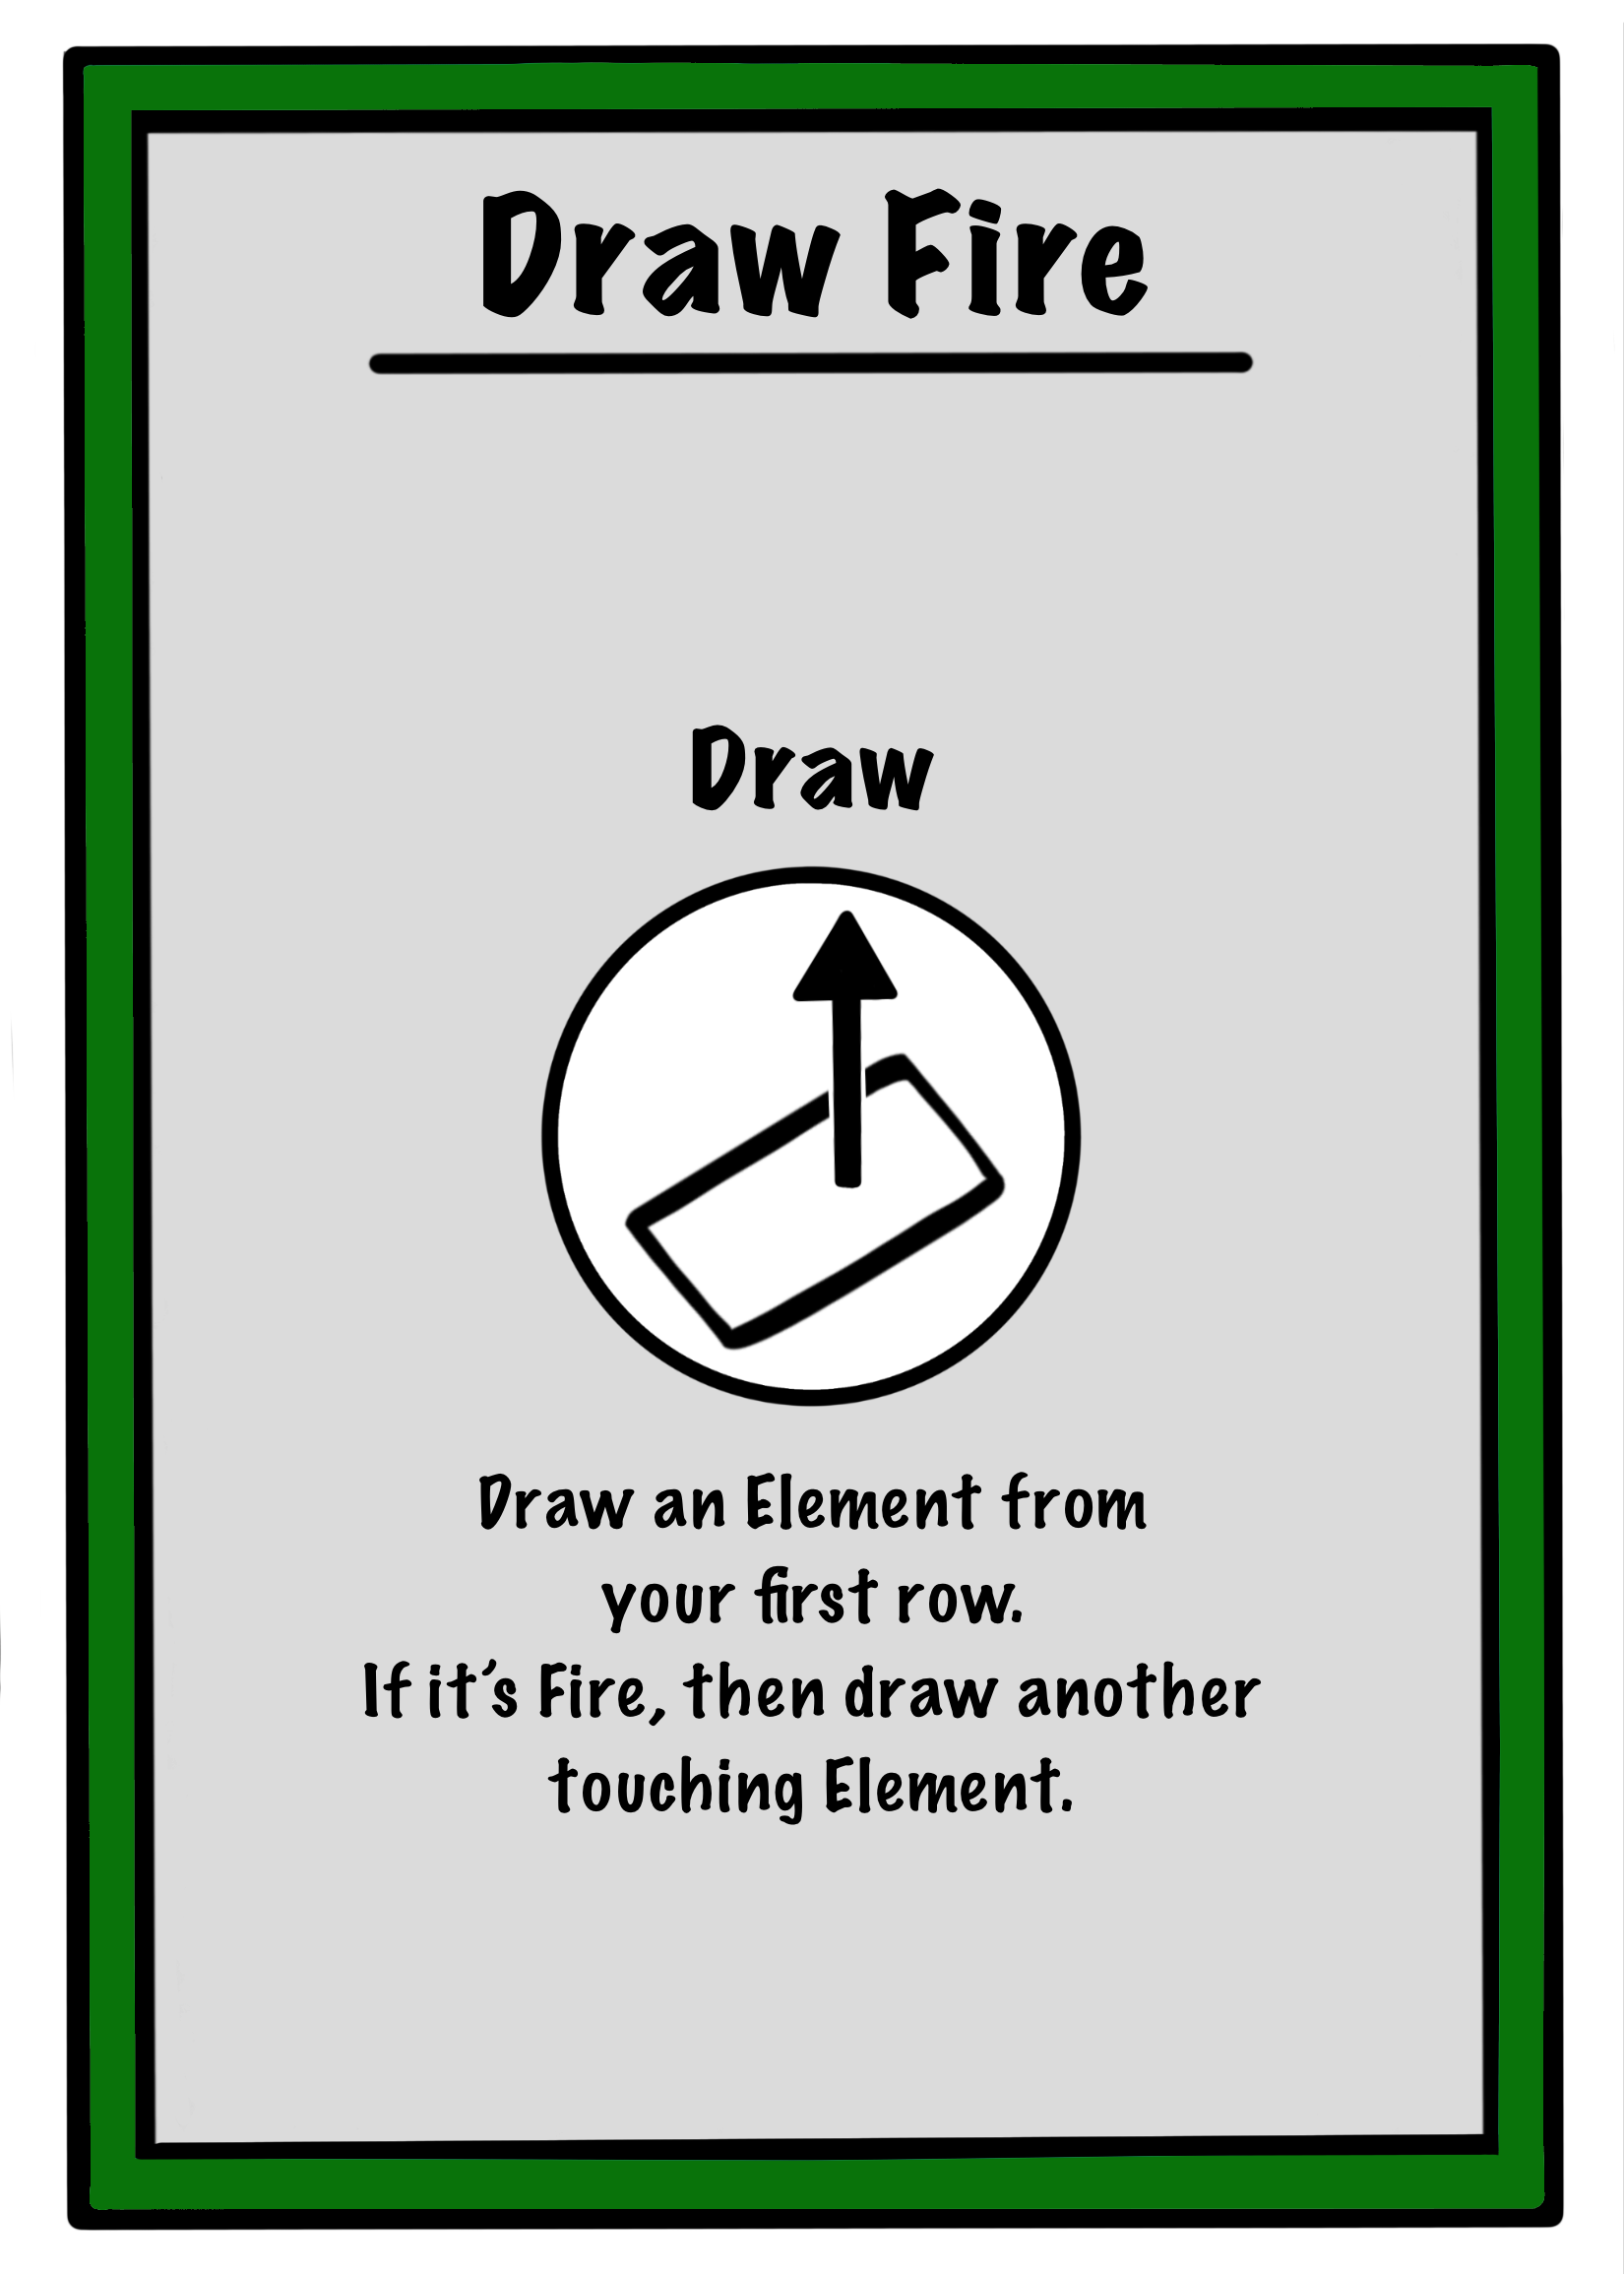 Draw Fire
Draw
Draw an Element from
your first row.
If it's Fire, then draw another
touching Element.